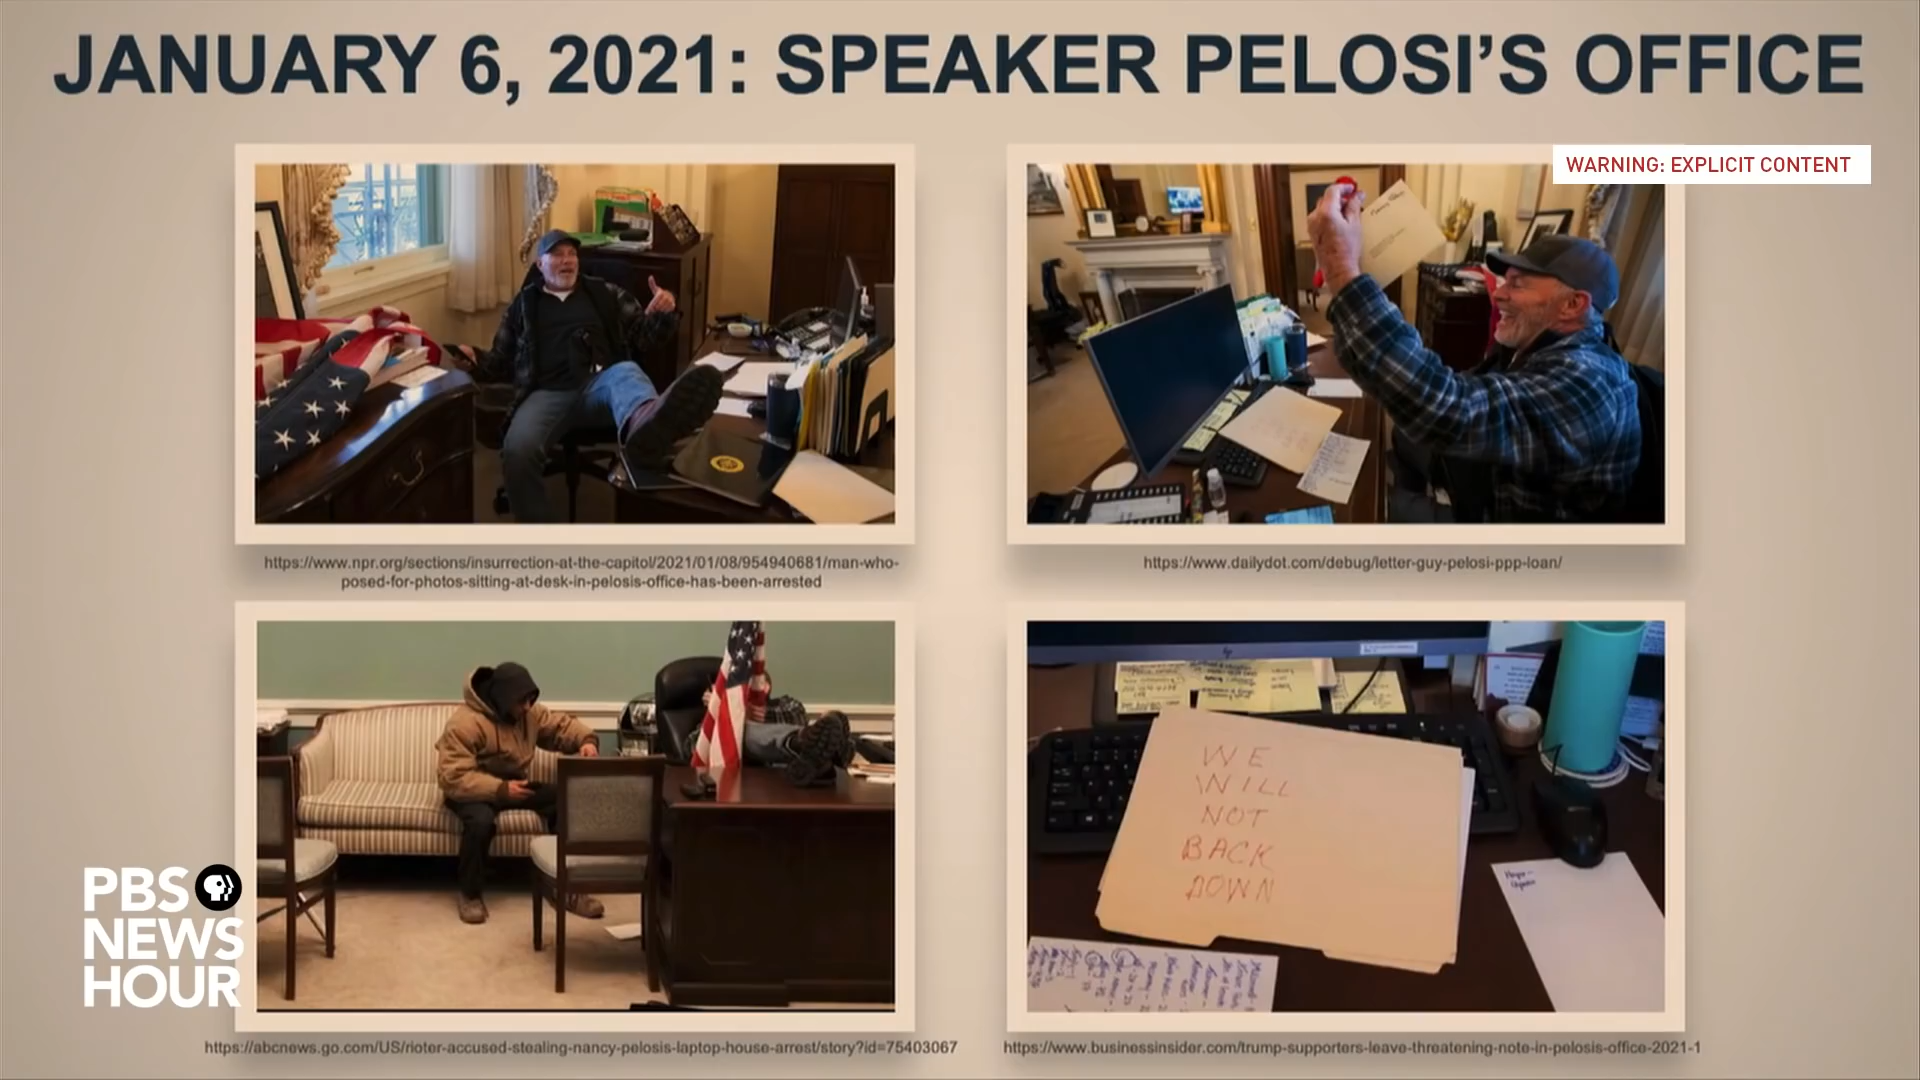 JANUARY 6, 2021: SPEAKER PELOSI'S OFFICE
WARNING: EXPLICIT CONTENT
https://www.npr.org/sections/insurrection-at-the-capitol/2021/01/08/954940681/man-who-
posed-for-photos-sitting-at-desk-in-pelosis-office-has-been-arrested
https://www.dailydot.com/debug/letter-guy-pelosi-ppp-loan/
WE
WILL
NOT
BACK
DOWN
hp
PBS
NEWS
HOUR
https://abcnews.go.com/US/rioter-accused-stealing-nancy-pelosis-laptop-house-arrest/story?id=75403067
https://www.businessinsider.com/trump-supporters-leave-threatening-note-in-pelosis-office-2021-1